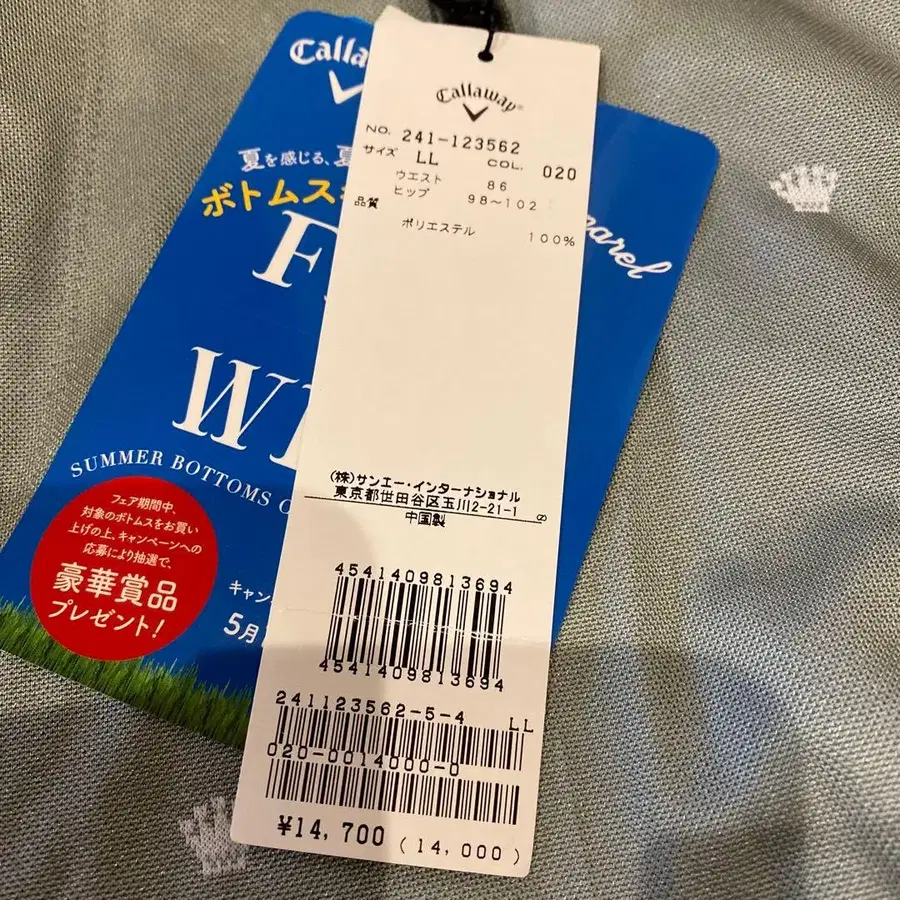 Callaway
NO. 241-123562
サイズ LL COL. 020
ウエスト 86
ヒップ 98〜102
品質
ポリエステル 100%
(株)サンエー・インターナショナル
東京都世田谷区玉川2-21-1
中国製
4541409813694
4541409813694
241123562-5-4 LL
020-0014000-0
¥14,700 (14,000)
夏を感じる、夏
ボトムス
SUMMER BOTTOMS
フェア期間中、
対象のボトムスをお買い
上げの上、キャンペーンへの
応募により抽選で、
豪華賞品
プレゼント!
キャン
5月